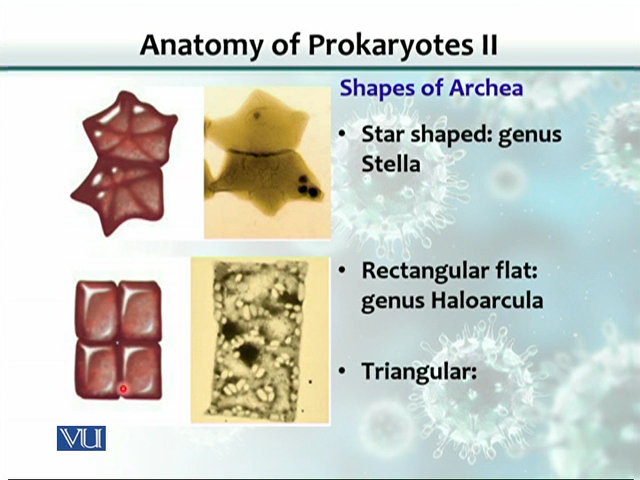 Anatomy of Prokaryotes II
Shapes of Archea
• Star shaped: genus
Stella
• Rectangular flat:
genus Haloarcula
• Triangular:
VU